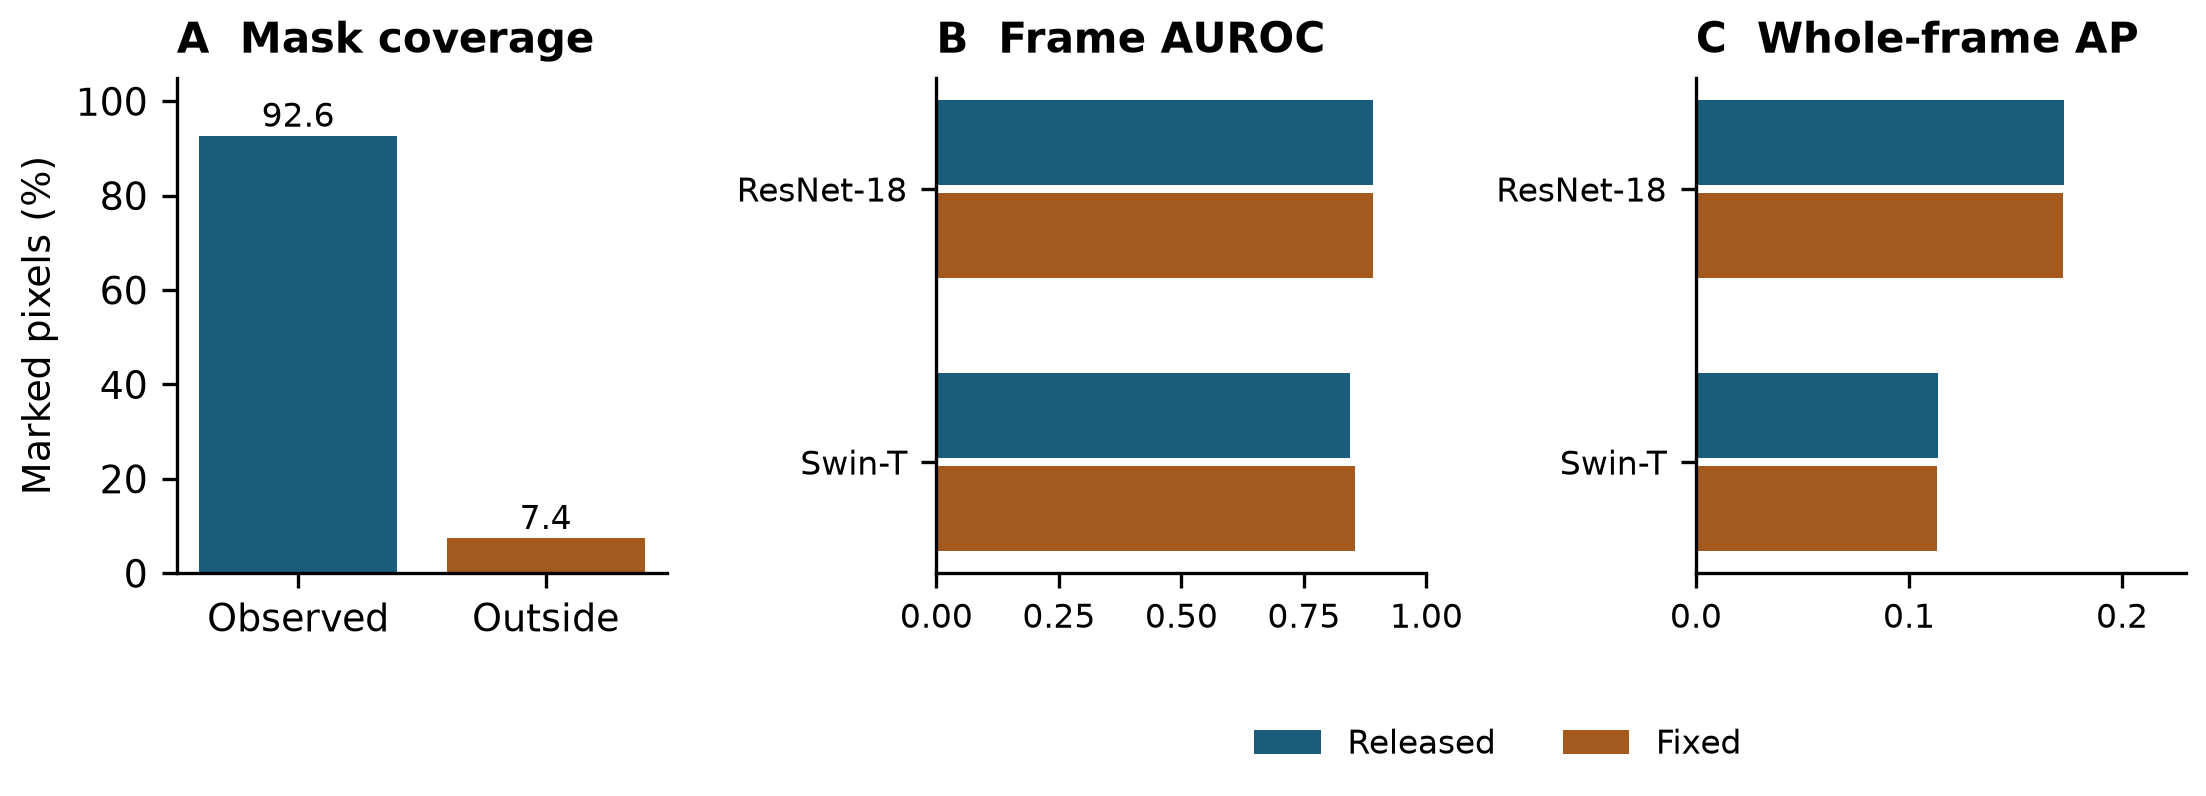 A Mask coverage
Marked pixels (%)
100
80
60
40
20
0
92.6
7.4
Observed
Outside
B Frame AUROC
ResNet-18
Swin-T
0.00 0.25 0.50 0.75 1.00
C Whole-frame AP
ResNet-18
Swin-T
0.0 0.1 0.2
Released
Fixed